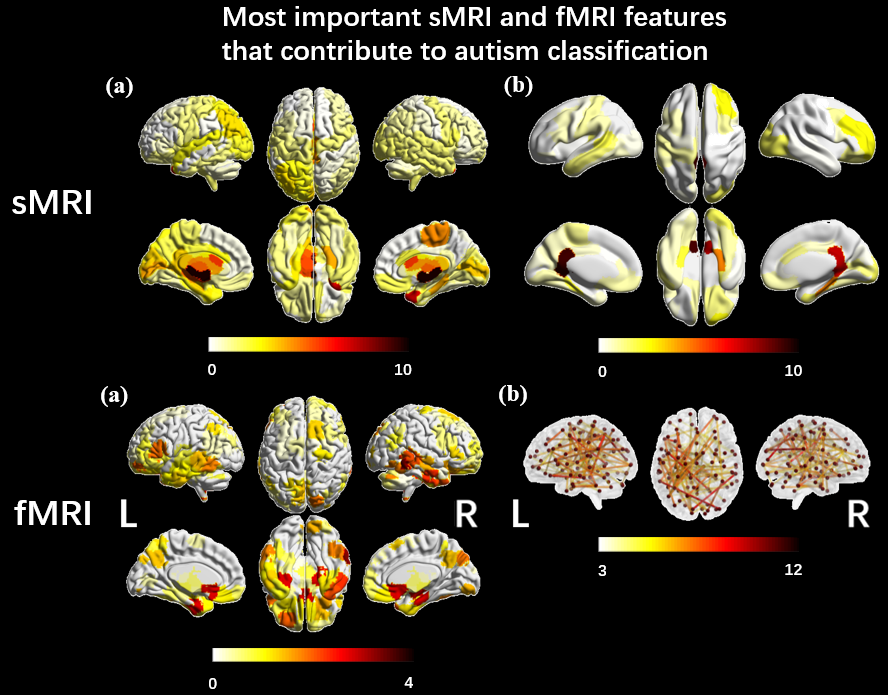 Most important sMRI and fMRI features
that contribute to autism classification
(a)
(b)
sMRI
0
10
0
10
(a)
(b)
fMRI
L
R
L
R
3
12
0
4